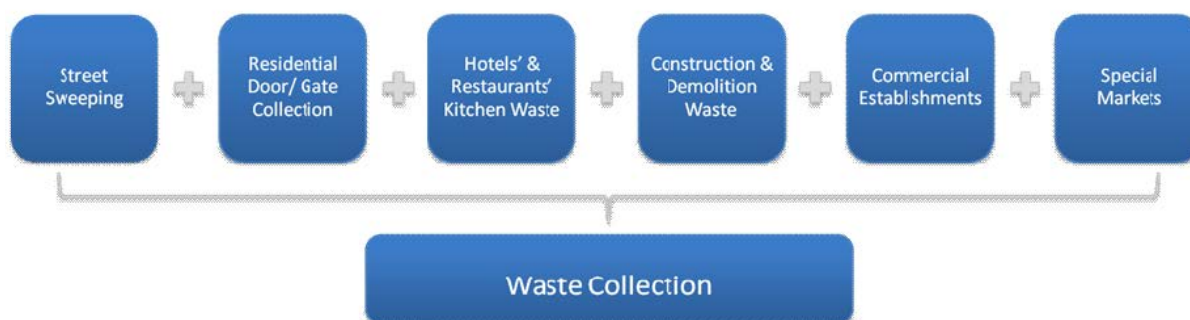 Street
Sweeping
Residential
Door/ Gate
Collection
Hotels' &
Restaurants'
Kitchen Waste
Construction &
Demolition
Waste
Commercial
Establishments
Special
Markets
Waste Collection